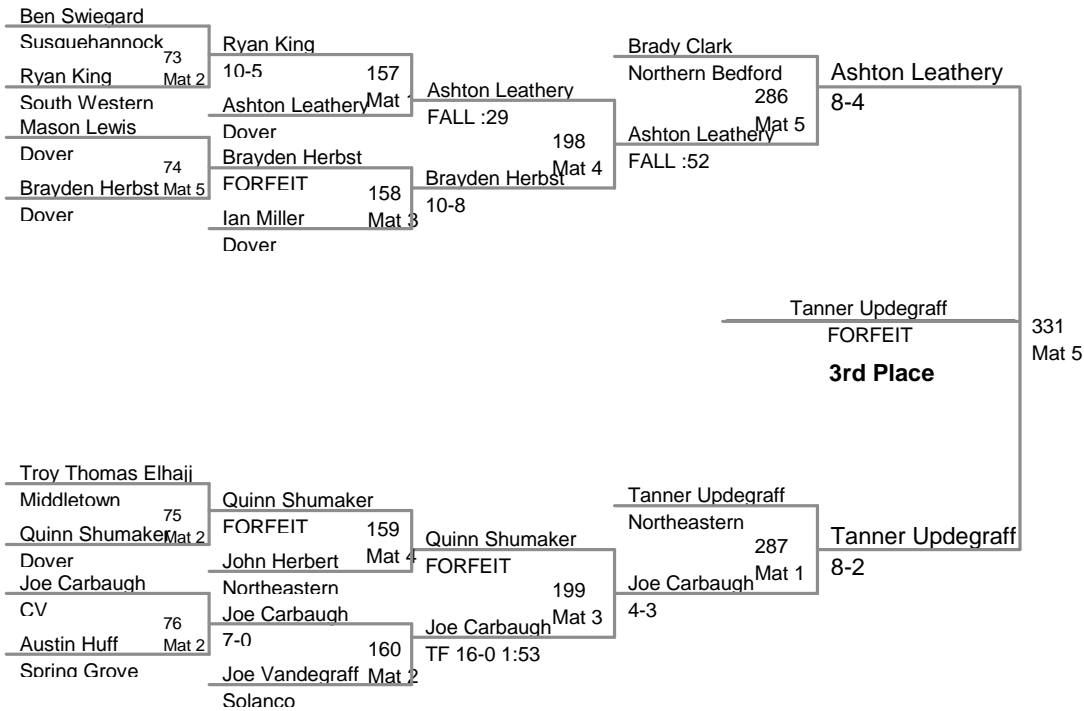 Ben Swiegard
Susquehannock
73
Ryan King
Mat 2
South Western
Mason Lewis
Dover
74
Brayden Herbst
Mat 5
Dover
Ryan King
10-5
157
Mat 1
Ashton Leathery
Dover
Brayden Herbst
FORFEIT
158
Mat 3
Ian Miller
Dover
Ashton Leathery
FALL :29
198
Mat 4
Brayden Herbst
10-8
Brady Clark
Northern Bedford
286
Mat 5
Ashton Leathery
FALL :52
Ashton Leathery
8-4
Tanner Updegraff
FORFEIT
3rd Place
331
Mat 5
Troy Thomas Elhajj
Middletown
75
Quinn Shumaker
Mat 2
Dover
Joe Carbaugh
CV
76
Austin Huff
Mat 2
Spring Grove
Quinn Shumaker
FORFEIT
159
Mat 4
John Herbert
Northeastern
Joe Carbaugh
7-0
160
Mat 2
Joe Vandegraff
Solanco
Quinn Shumaker
FORFEIT
199
Mat 3
Joe Carbaugh
TF 16-0 1:53
Tanner Updegraff
Northeastern
287
Mat 1
Joe Carbaugh
4-3
Tanner Updegraff
8-2